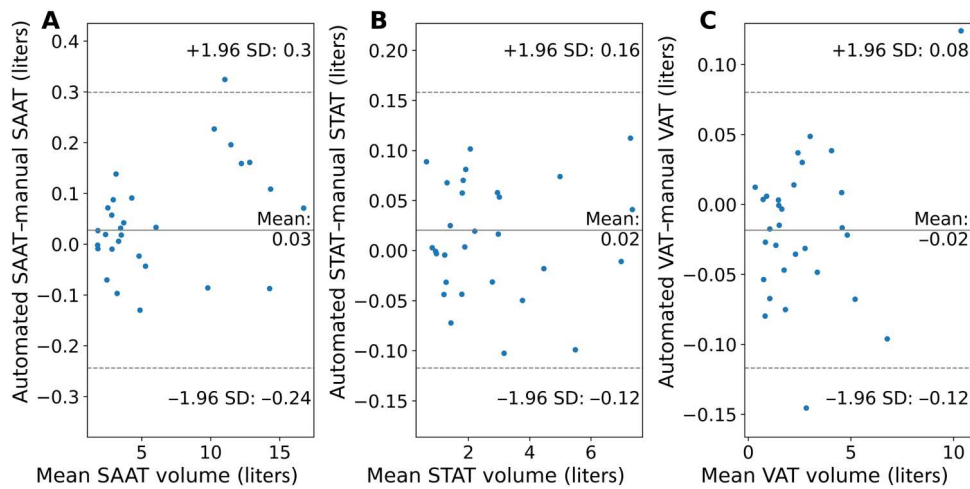 A
Automated SAAT–manual SAAT (liters)
0.4
0.3
0.2
0.1
0.0
−0.1
−0.2
−0.3
+1.96 SD: 0.3
Mean:
0.03
−1.96 SD: −0.24
5
10
15
Mean SAAT volume (liters)
B
Automated STAT–manual STAT (liters)
0.20
0.15
0.10
0.05
0.00
−0.05
−0.10
−0.15
+1.96 SD: 0.16
Mean:
0.02
−1.96 SD: −0.12
2
4
6
Mean STAT volume (liters)
C
Automated VAT–manual VAT (liters)
0.10
0.05
0.00
−0.05
−0.10
−0.15
+1.96 SD: 0.08
Mean:
−0.02
−1.96 SD: −0.12
0
5
10
Mean VAT volume (liters)